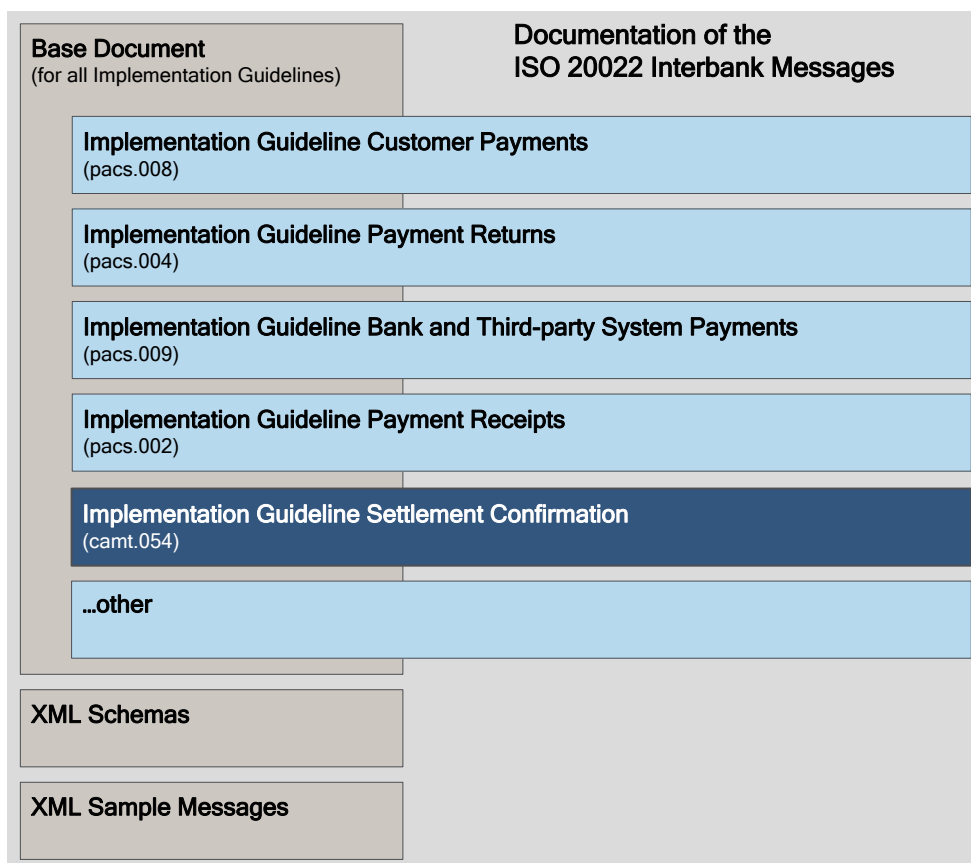 Base Document
(for all Implementation Guidelines)
Documentation of the
ISO 20022 Interbank Messages
Implementation Guideline Customer Payments
(pacs.008)
Implementation Guideline Payment Returns
(pacs.004)
Implementation Guideline Bank and Third-party System Payments
(pacs.009)
Implementation Guideline Payment Receipts
(pacs.002)
Implementation Guideline Settlement Confirmation
(camt.054)
…other
XML Schemas
XML Sample Messages